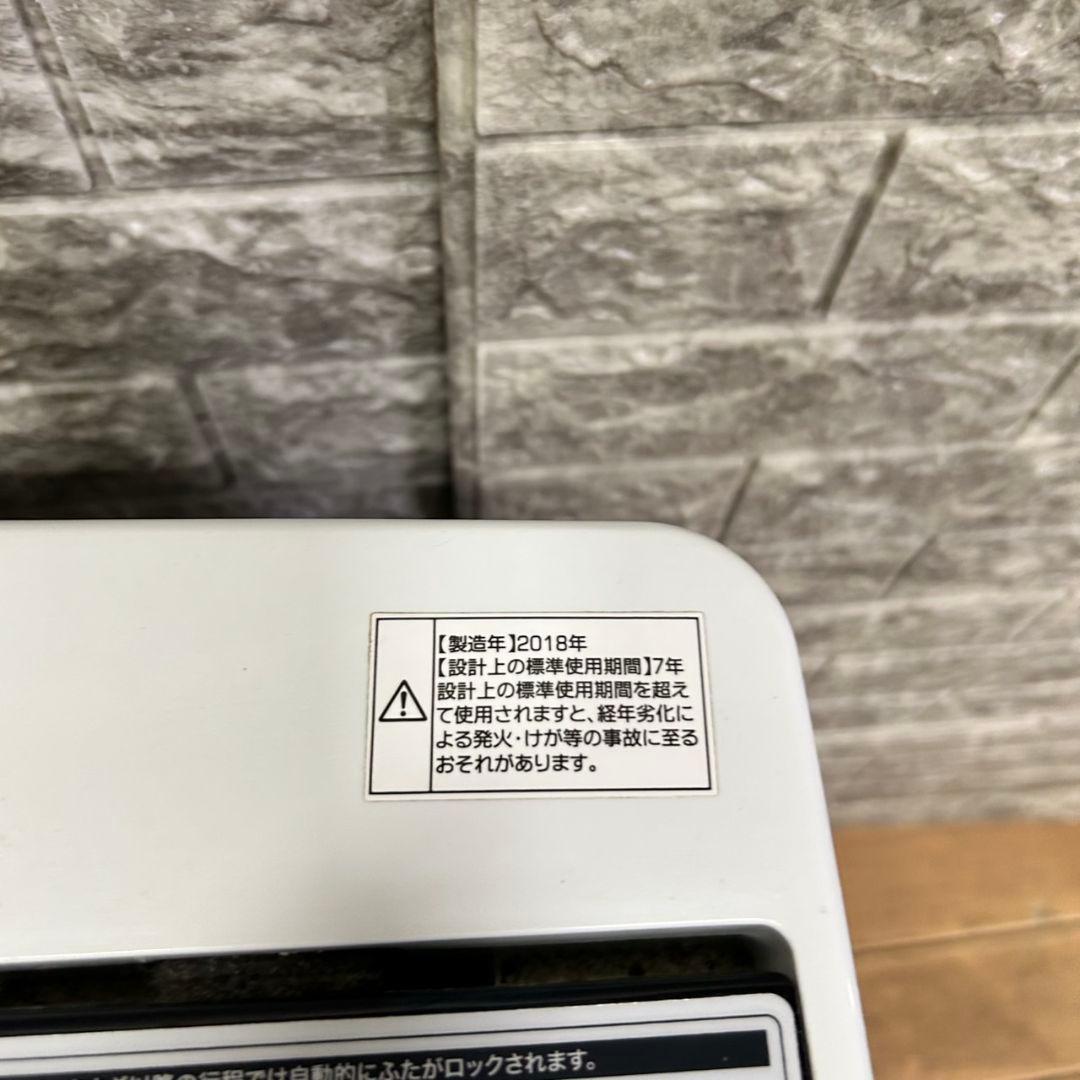 【製造年】2018年
【設計上の標準使用期間】7年
設計上の標準使用期間を超え
て使用されますと、経年劣化に
よる発火・けが等の事故に至る
おそれがあります。
の行程では自動的にふたがロックされます。